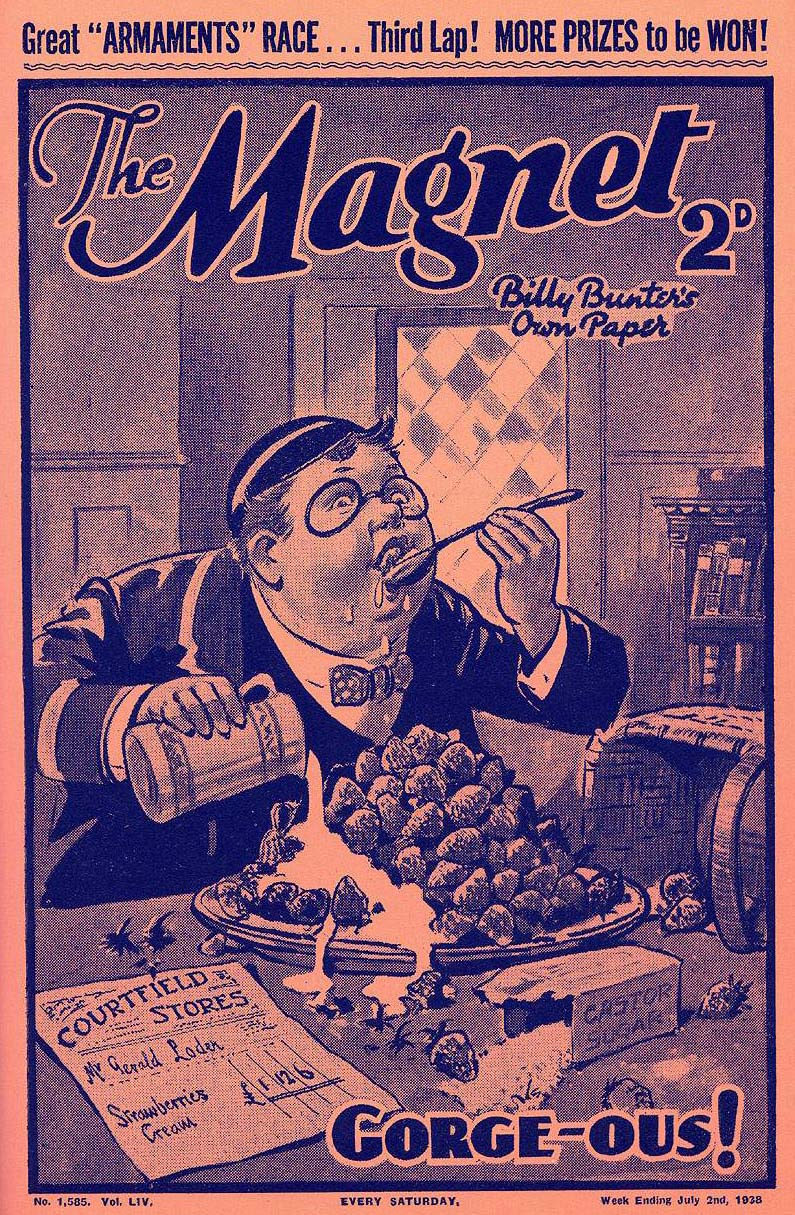 Great "ARMAMENTS" RACE . . . Third Lap! MORE PRIZES to be WON!
The Magnet 2D
Billy Bunter's
Own Paper
COURTFIELD
STORES
Mr Gerald Loder
Strawberries
Cream
£1.12.6
CASTOR
SUGAR
GORGE-OUS!
No. 1,585. Vol. LIV. EVERY SATURDAY. Week Ending July 2nd, 1938